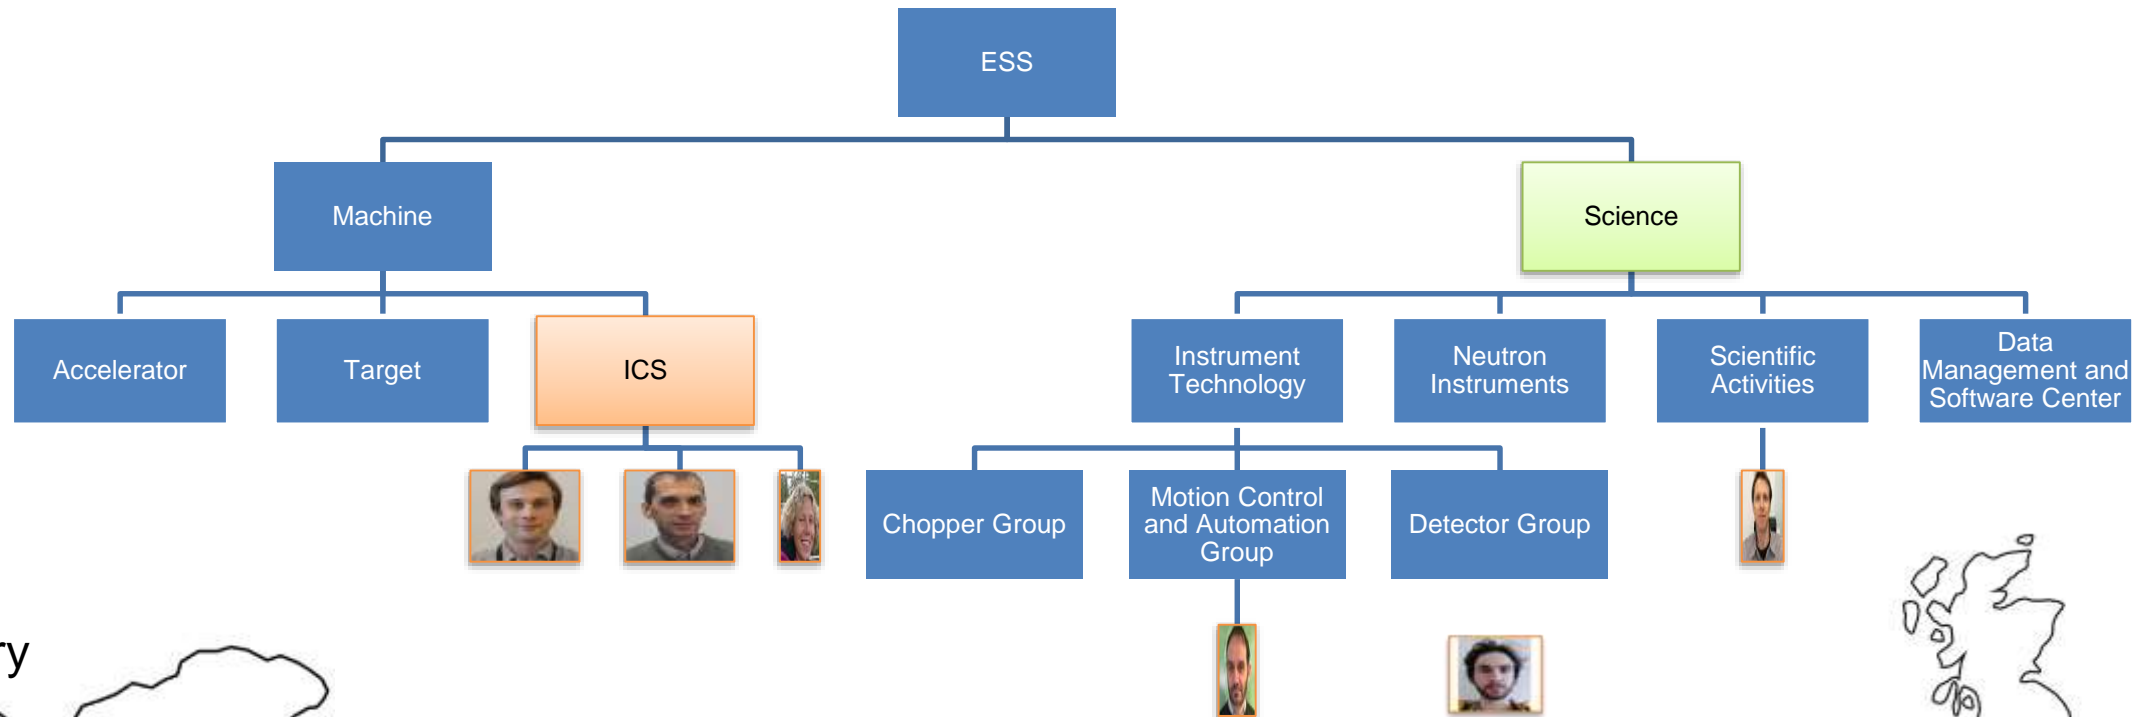 ESS
Machine
Science
Accelerator
Target
ICS
Instrument
Technology
Neutron
Instruments
Scientific
Activities
Data
Management and
Software Center
Chopper Group
Motion Control
and Automation
Group
Detector Group
ry